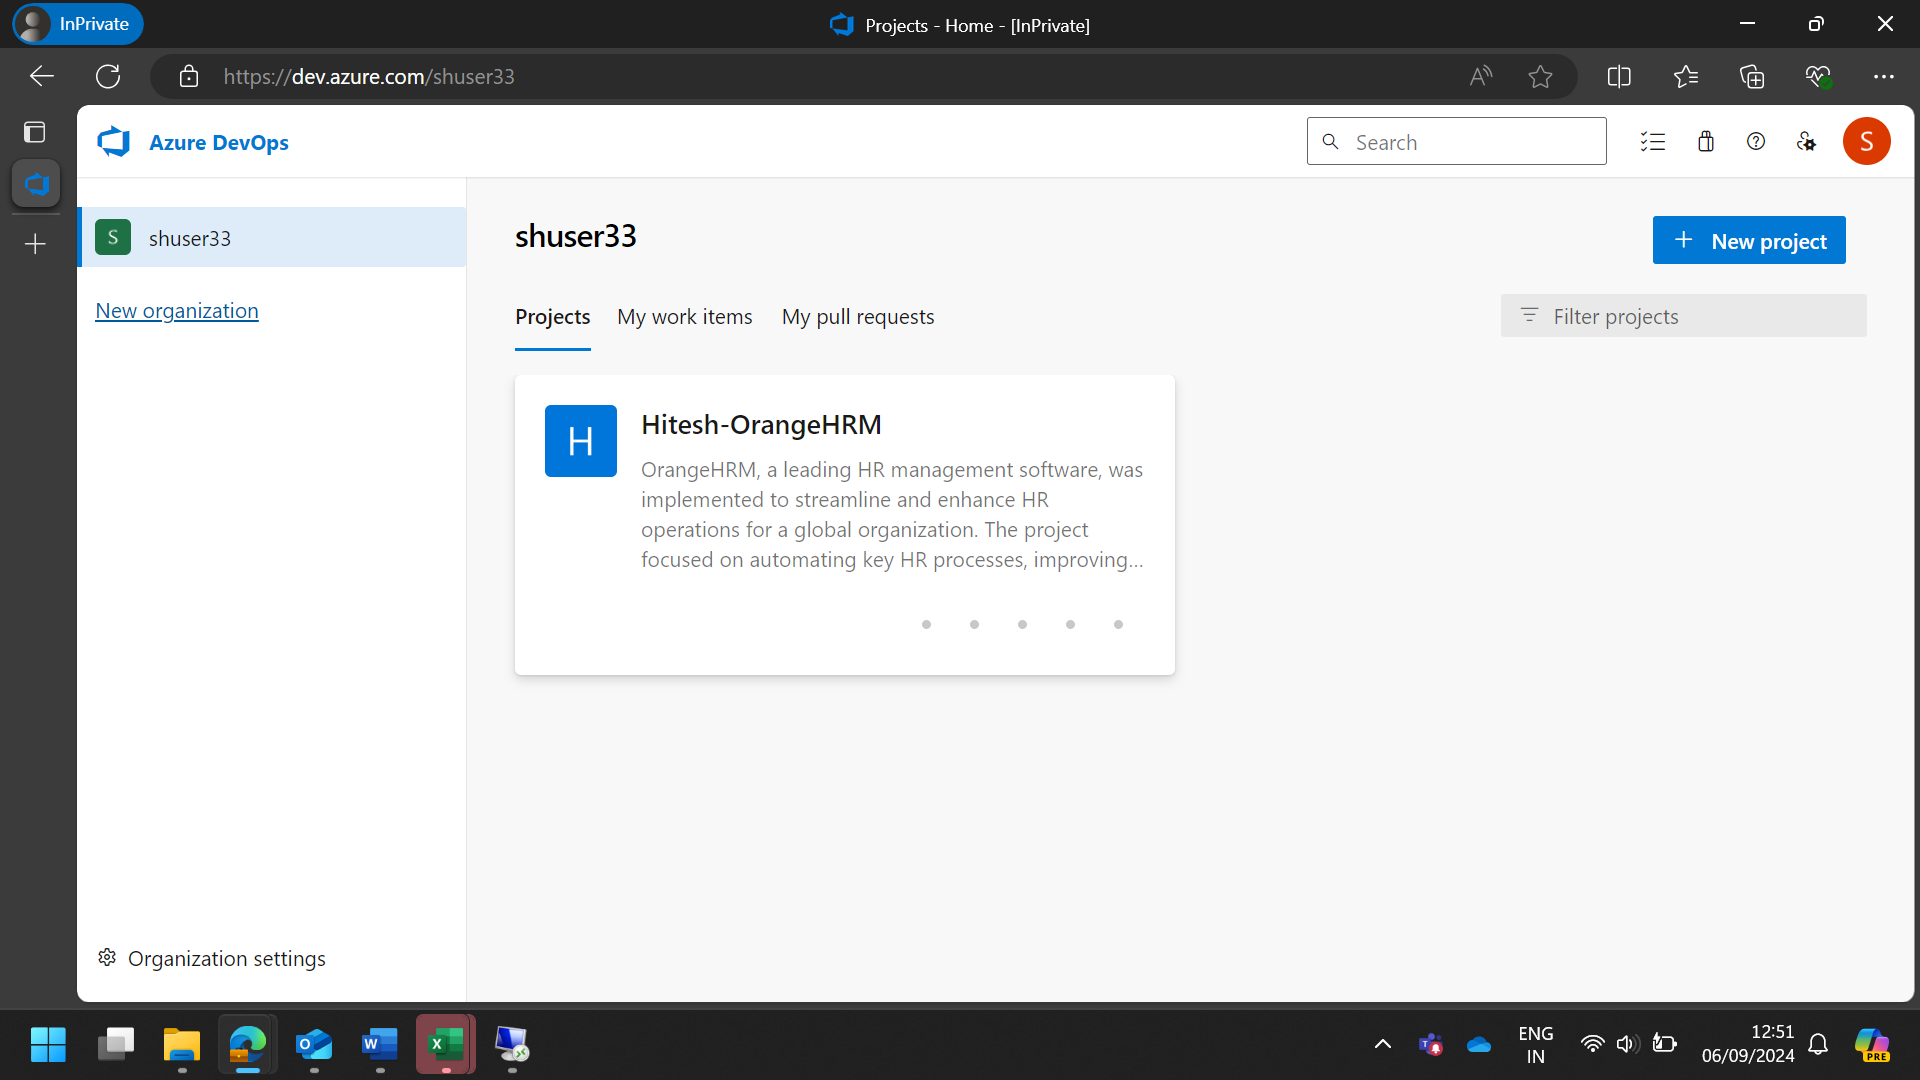 InPrivate
Projects - Home - [InPrivate]
https://dev.azure.com/shuser33
Azure DevOps
Search
S
S
shuser33
New organization
shuser33
New project
Projects
My work items
My pull requests
Filter projects
H
Hitesh-OrangeHRM
OrangeHRM, a leading HR management software, was
implemented to streamline and enhance HR
operations for a global organization. The project
focused on automating key HR processes, improving...
Organization settings
ENG
IN
12:51
06/09/2024
PRE